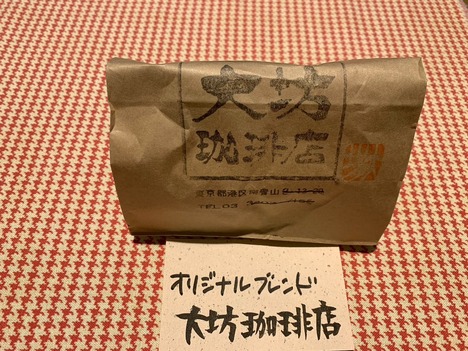 大坊
珈琲店
東京都港区南青山
TEL 03
オリジナルブレンド
大坊珈琲店